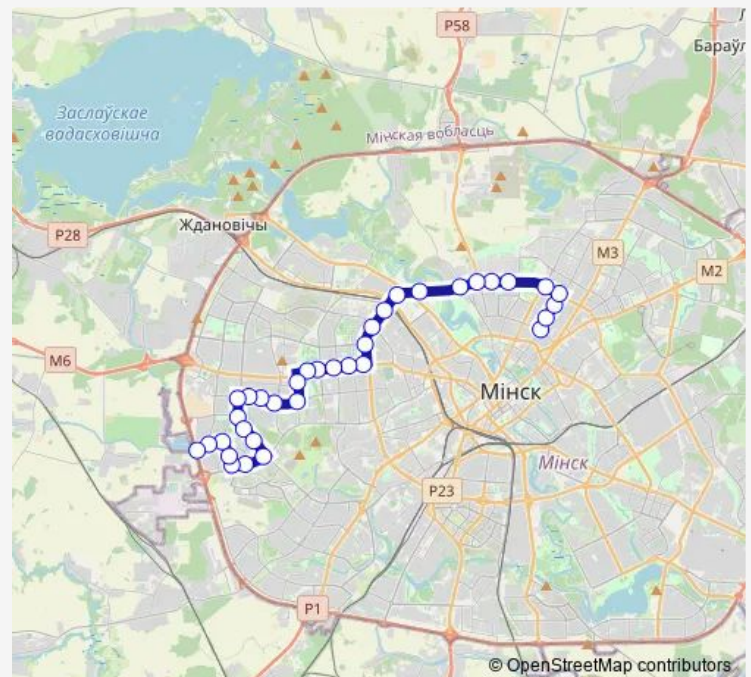 P58
Бараўл
Заслаўскае
вадасховішча
Мінская вобласць
Ждановічы
P28
M3
M2
M6
Мінск
Мінск
P23
P1
© OpenStreetMap contributors